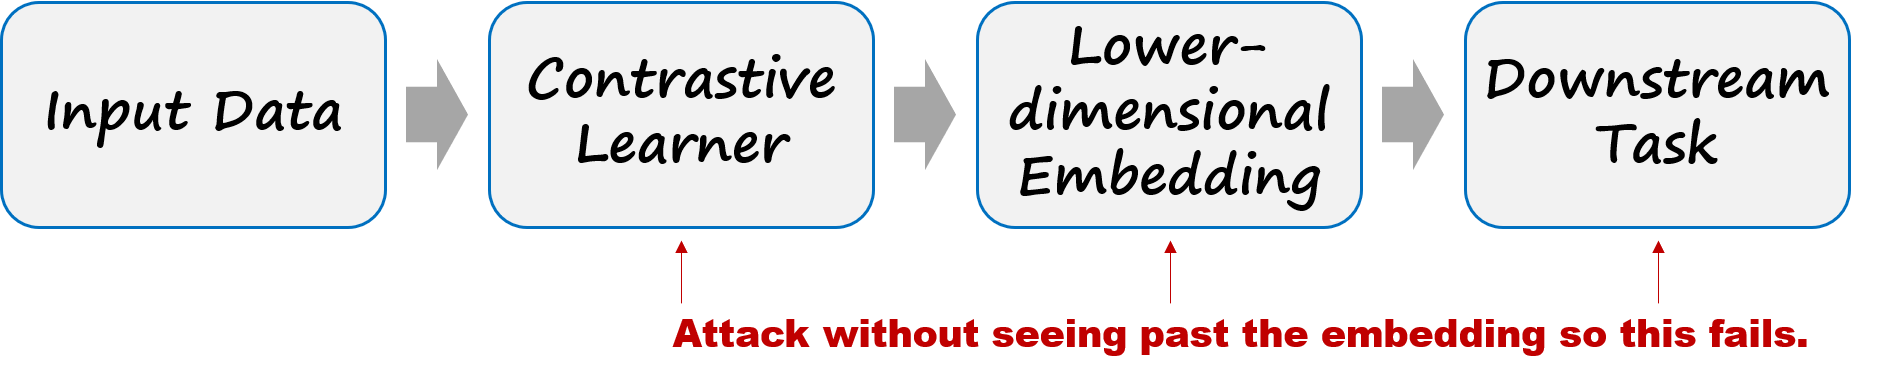 Input Data
Contrastive
Learner
Lower-
dimensional
Embedding
Downstream
Task
Attack without seeing past the embedding so this fails.